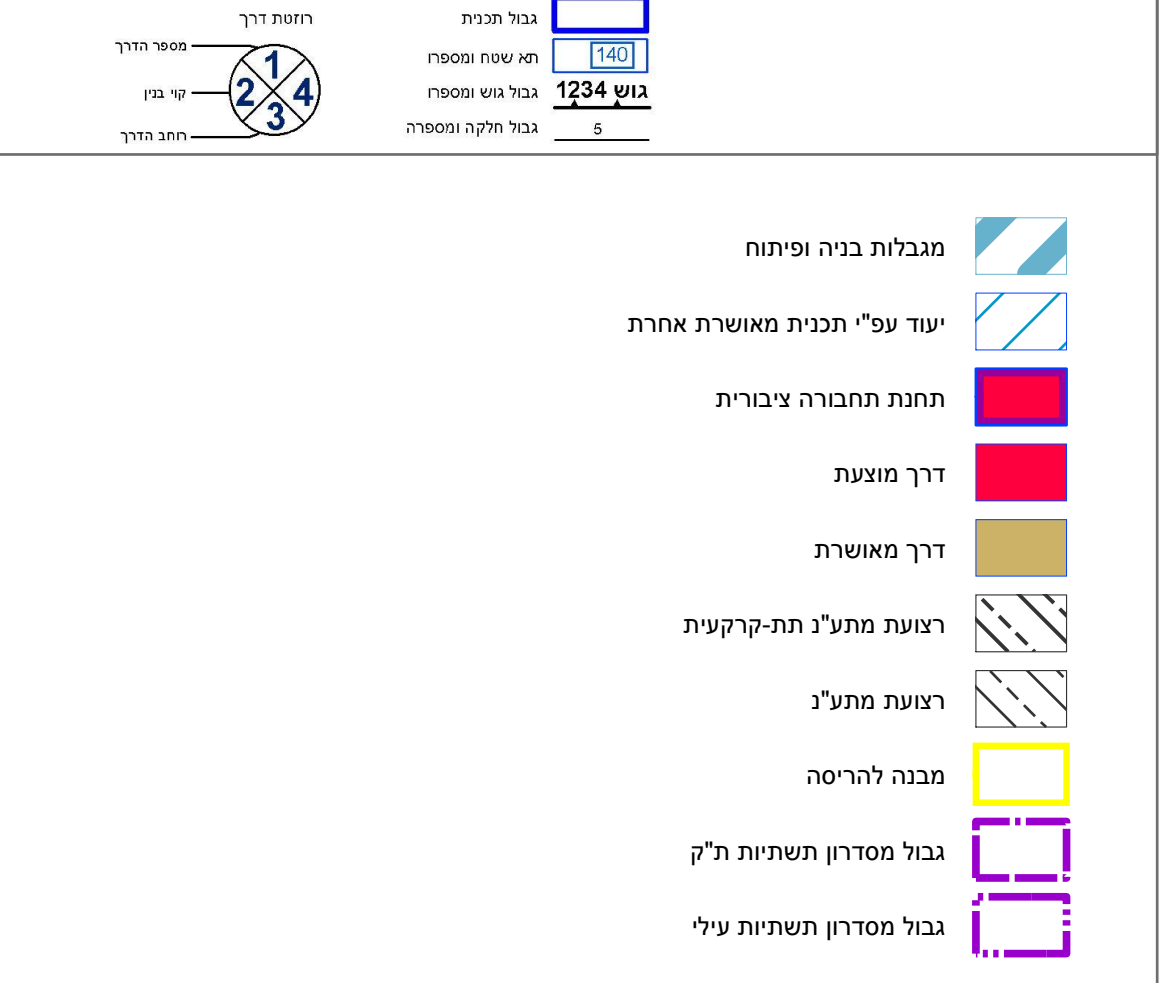 גבול תכנית
תא שטח ומספרו 140
גבול גוש ומספרו גוש 1234
גבול חלקה ומספרה 5
רוזטת דרך
מספר הדרך
קוי בנין
רוחב הדרך
1
2 4
3
מגבלות בניה ופיתוח
יעוד עפ"י תכנית מאושרת אחרת
תחנת תחבורה ציבורית
דרך מוצעת
דרך מאושרת
רצועת מתע"נ תת-קרקעית
רצועת מתע"נ
מבנה להריסה
גבול מסדרון תשתיות ת"ק
גבול מסדרון תשתיות עילי